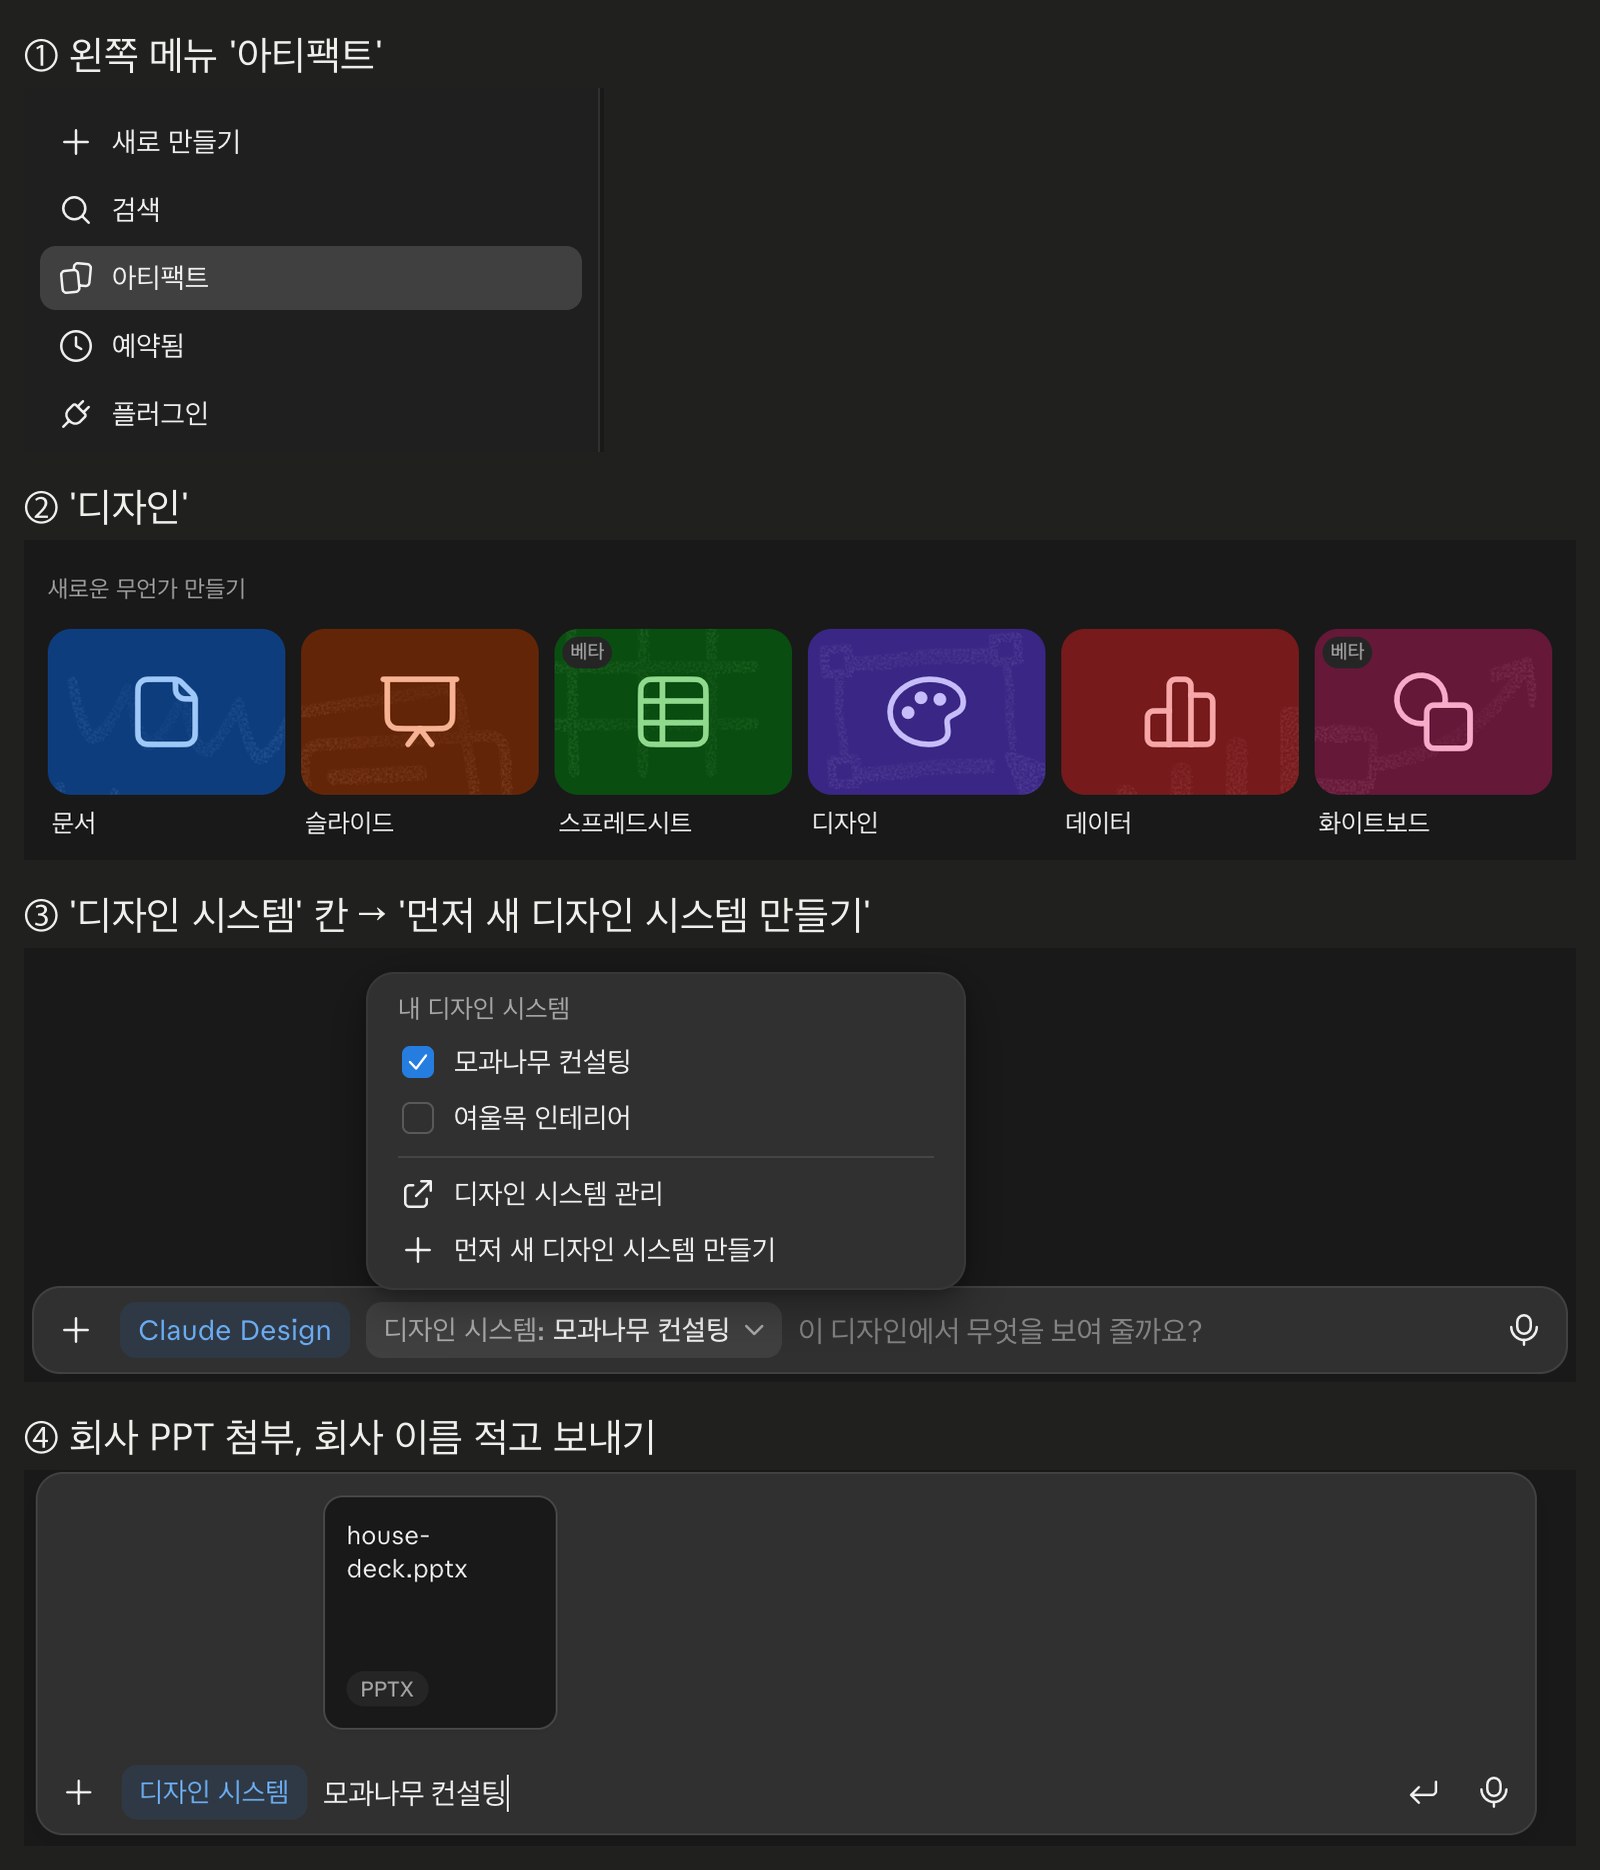 ① 왼쪽 메뉴 '아티팩트'
새로 만들기
검색
아티팩트
예약됨
플러그인
② '디자인'
새로운 무언가 만들기
베타
베타
문서
슬라이드
스프레드시트
디자인
데이터
화이트보드
③ '디자인 시스템' 칸 → '먼저 새 디자인 시스템 만들기'
내 디자인 시스템
모과나무 컨설팅
여울목 인테리어
디자인 시스템 관리
먼저 새 디자인 시스템 만들기
Claude Design
디자인 시스템: 모과나무 컨설팅
이 디자인에서 무엇을 보여 줄까요?
④ 회사 PPT 첨부, 회사 이름 적고 보내기
house-
deck.pptx
PPTX
디자인 시스템
모과나무 컨설팅